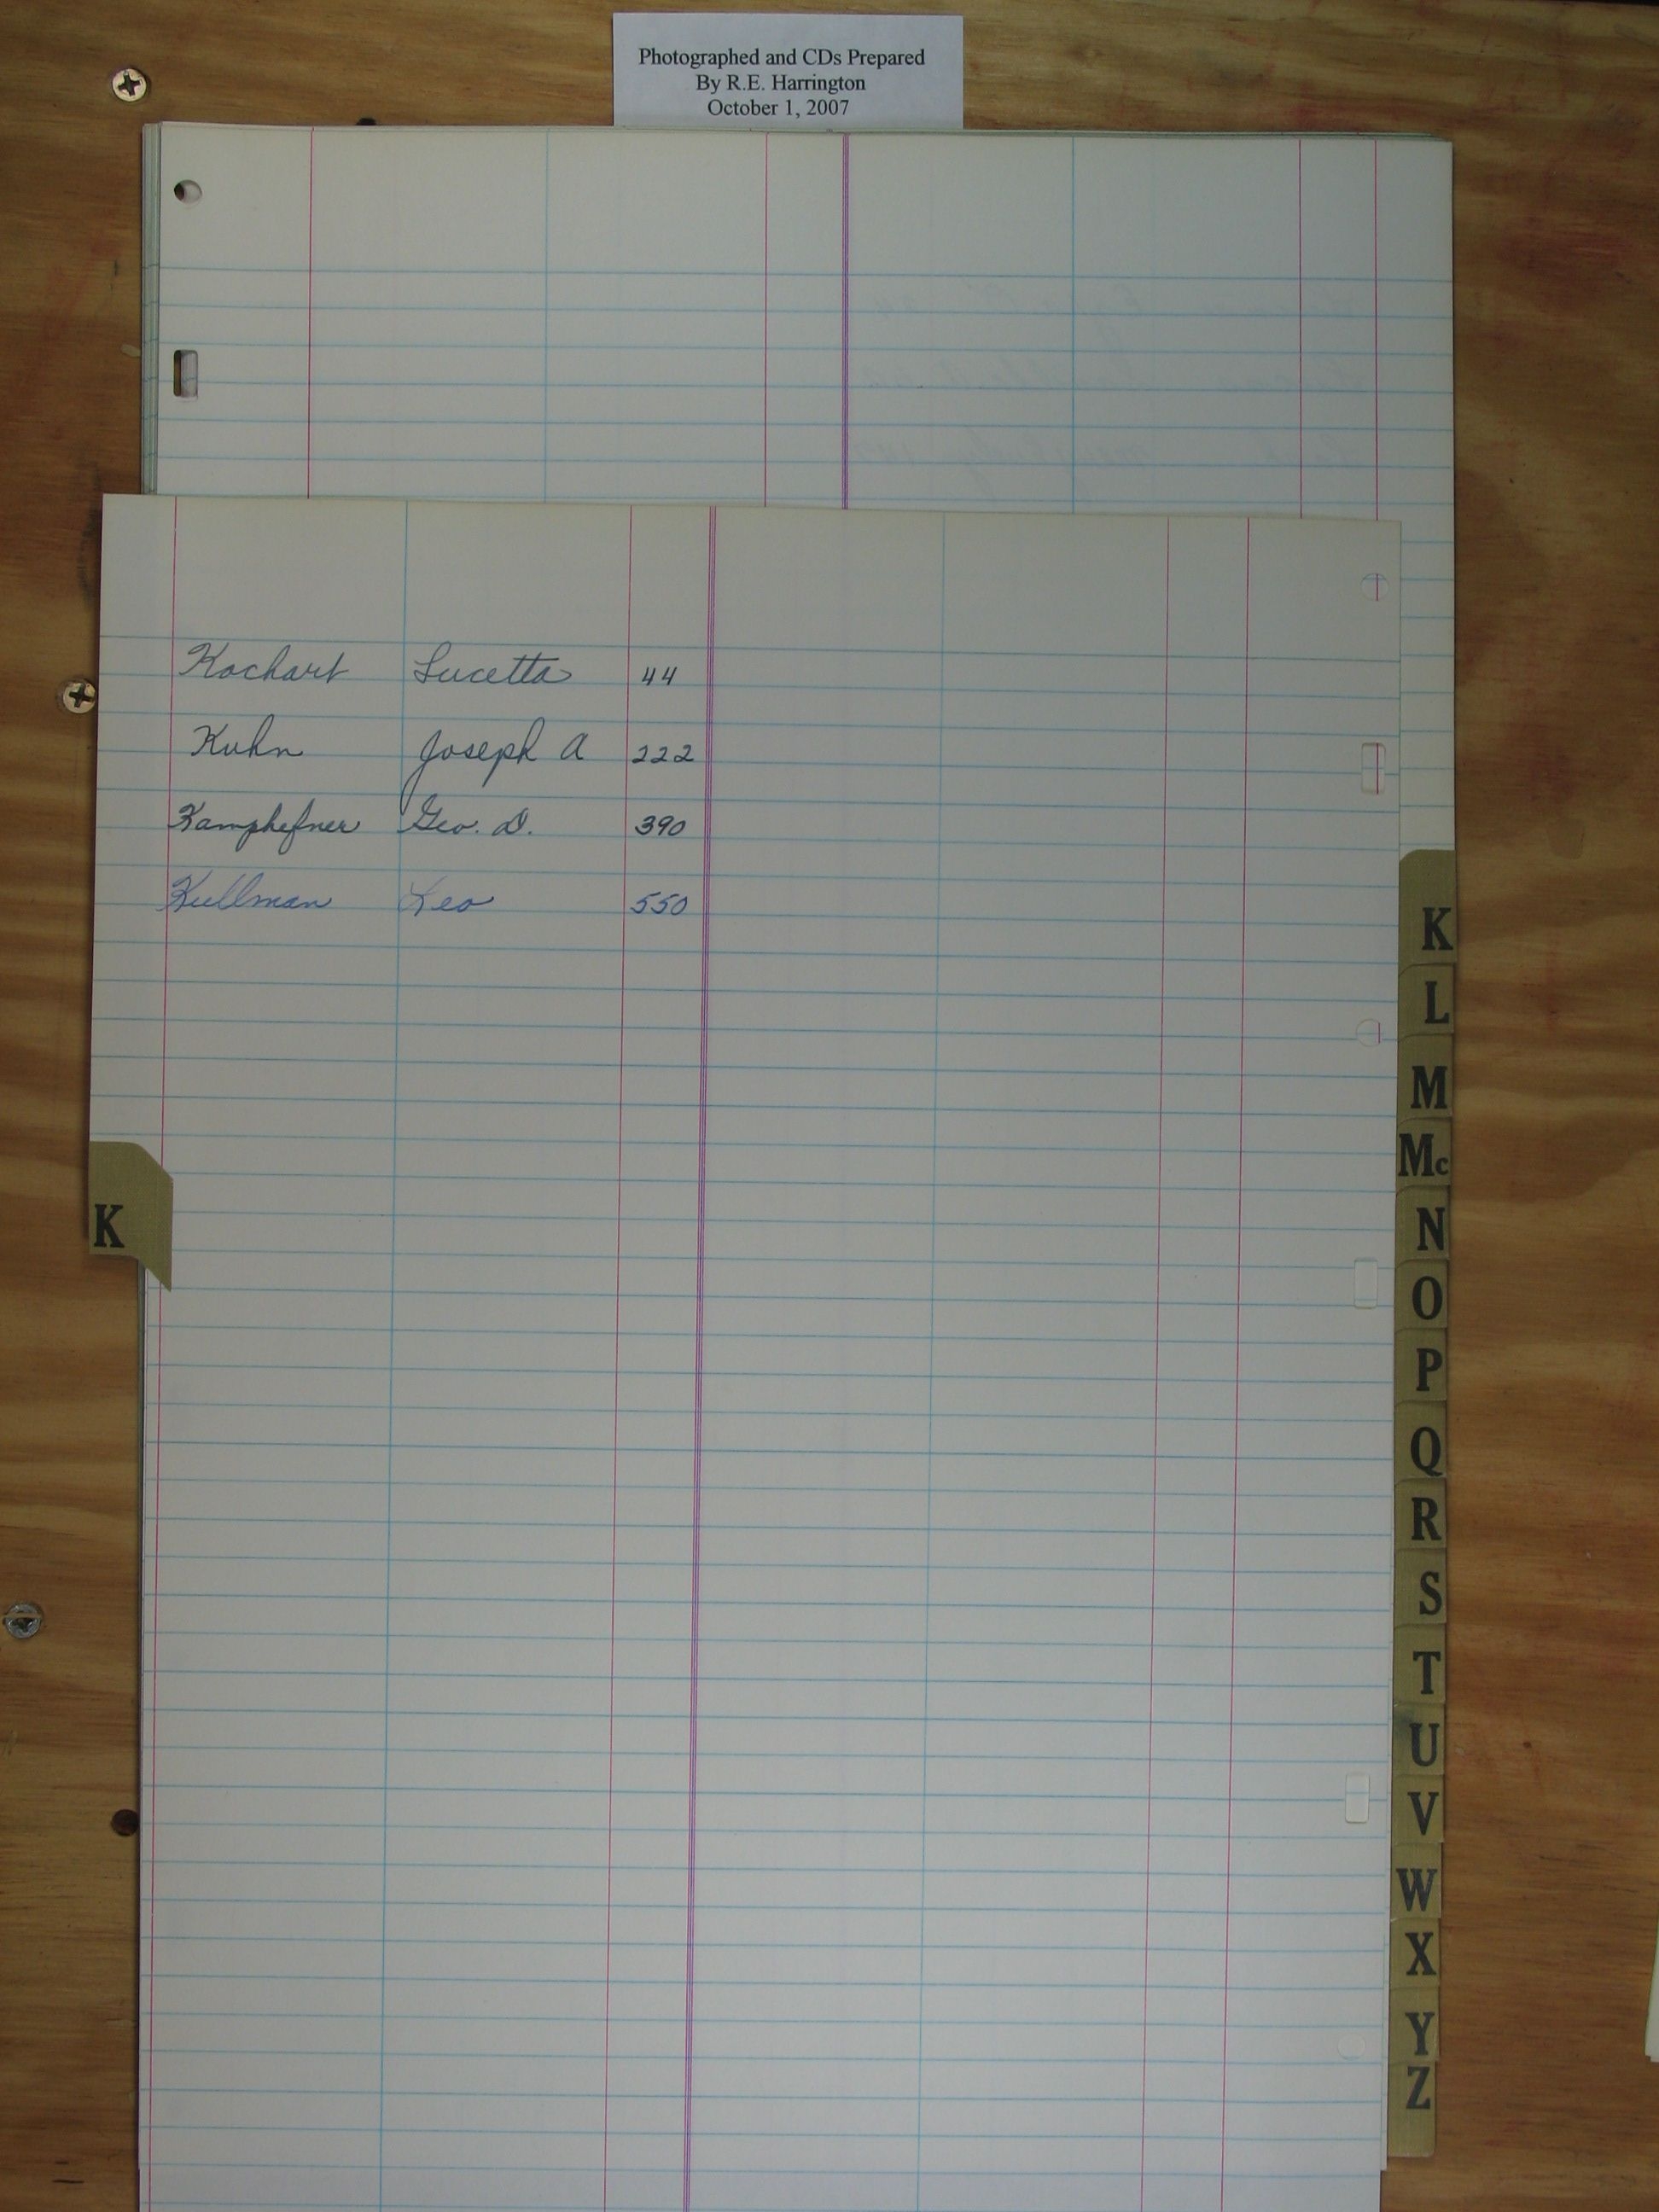 Photographed and CDs Prepared
By R.E. Harrington
October 1, 2007
Kochart Lucetta 44
Kuhn Joseph A 222
Kamphefner Geo. D. 390
Kullman Leo 550
K
K
L
M
Mc
N
O
P
Q
R
S
T
U
V
W
X
Y
Z